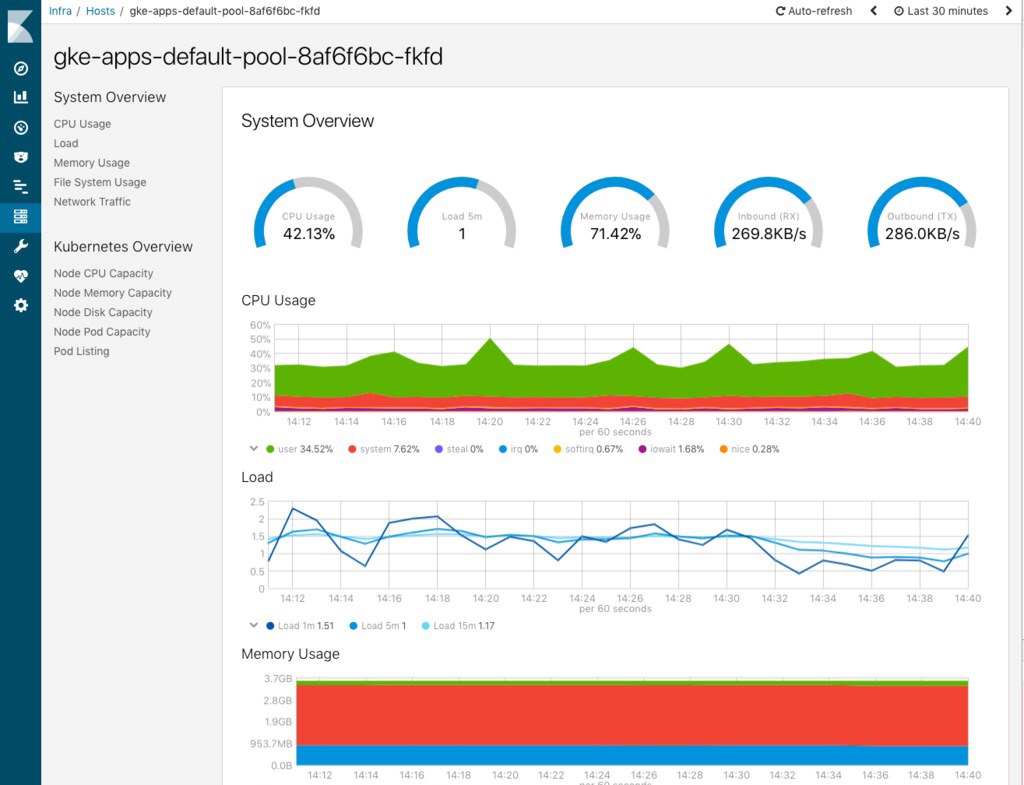 Infra / Hosts / gke-apps-default-pool-8af6f6bc-fkfd
Auto-refresh Last 30 minutes
gke-apps-default-pool-8af6f6bc-fkfd
System Overview
CPU Usage
Load
Memory Usage
File System Usage
Network Traffic
Kubernetes Overview
Node CPU Capacity
Node Memory Capacity
Node Disk Capacity
Node Pod Capacity
Pod Listing
System Overview
CPU Usage
42.13%
Load 5m
1
Memory Usage
71.42%
Inbound (RX)
269.8KB/s
Outbound (TX)
286.0KB/s
CPU Usage
60%
50%
40%
30%
20%
10%
0%
14:12 14:14 14:16 14:18 14:20 14:22 14:24 14:26 14:28 14:30 14:32 14:34 14:36 14:38 14:40
per 60 seconds
user 34.52% system 7.62% steal 0% irq 0% softirq 0.67% iowait 1.68% nice 0.28%
Load
2.5
2
1.5
1
0.5
0
14:12 14:14 14:16 14:18 14:20 14:22 14:24 14:26 14:28 14:30 14:32 14:34 14:36 14:38 14:40
per 60 seconds
Load 1m 1.51 Load 5m 1 Load 15m 1.17
Memory Usage
3.7GB
2.8GB
1.9GB
953.7MB
0.0B
14:12 14:14 14:16 14:18 14:20 14:22 14:24 14:26 14:28 14:30 14:32 14:34 14:36 14:38 14:40
per 60 seconds